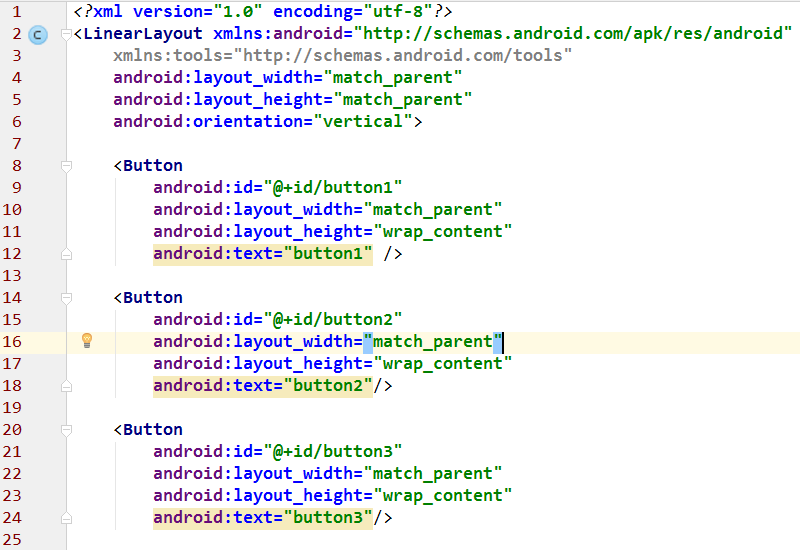 1 <?xml version="1.0" encoding="utf-8"?>
2 C <LinearLayout xmlns:android="http://schemas.android.com/apk/res/android"
3 xmlns:tools="http://schemas.android.com/tools"
4 android:layout_width="match_parent"
5 android:layout_height="match_parent"
6 android:orientation="vertical">
7
8 <Button
9 android:id="@+id/button1"
10 android:layout_width="match_parent"
11 android:layout_height="wrap_content"
12 android:text="button1" />
13
14 <Button
15 android:id="@+id/button2"
16 android:layout_width="match_parent"
17 android:layout_height="wrap_content"
18 android:text="button2"/>
19
20 <Button
21 android:id="@+id/button3"
22 android:layout_width="match_parent"
23 android:layout_height="wrap_content"
24 android:text="button3"/>
25